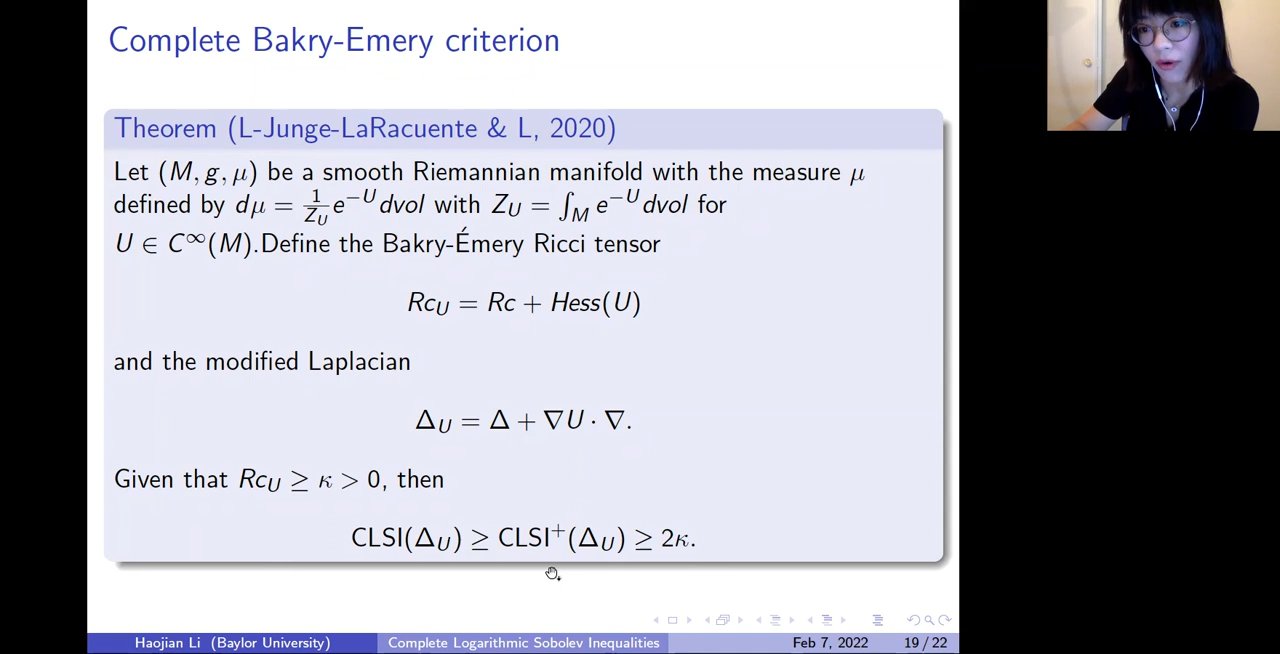 Complete Bakry-Emery criterion
Theorem (L-Junge-LaRacuente & L, 2020)
Let (M, g, μ) be a smooth Riemannian manifold with the measure μ
defined by dμ = \frac{1}{Z_U} e^{-U} dvol with Z_U = ∫_M e^{-U} dvol for
U ∈ C^∞(M).Define the Bakry-Émery Ricci tensor
Rc_U = Rc + Hess(U)
and the modified Laplacian
Δ_U = Δ + ∇U · ∇.
Given that Rc_U ≥ κ > 0, then
CLSI(Δ_U) ≥ CLSI^+(Δ_U) ≥ 2κ.
Haojian Li (Baylor University) Complete Logarithmic Sobolev Inequalities Feb 7, 2022 19 / 22